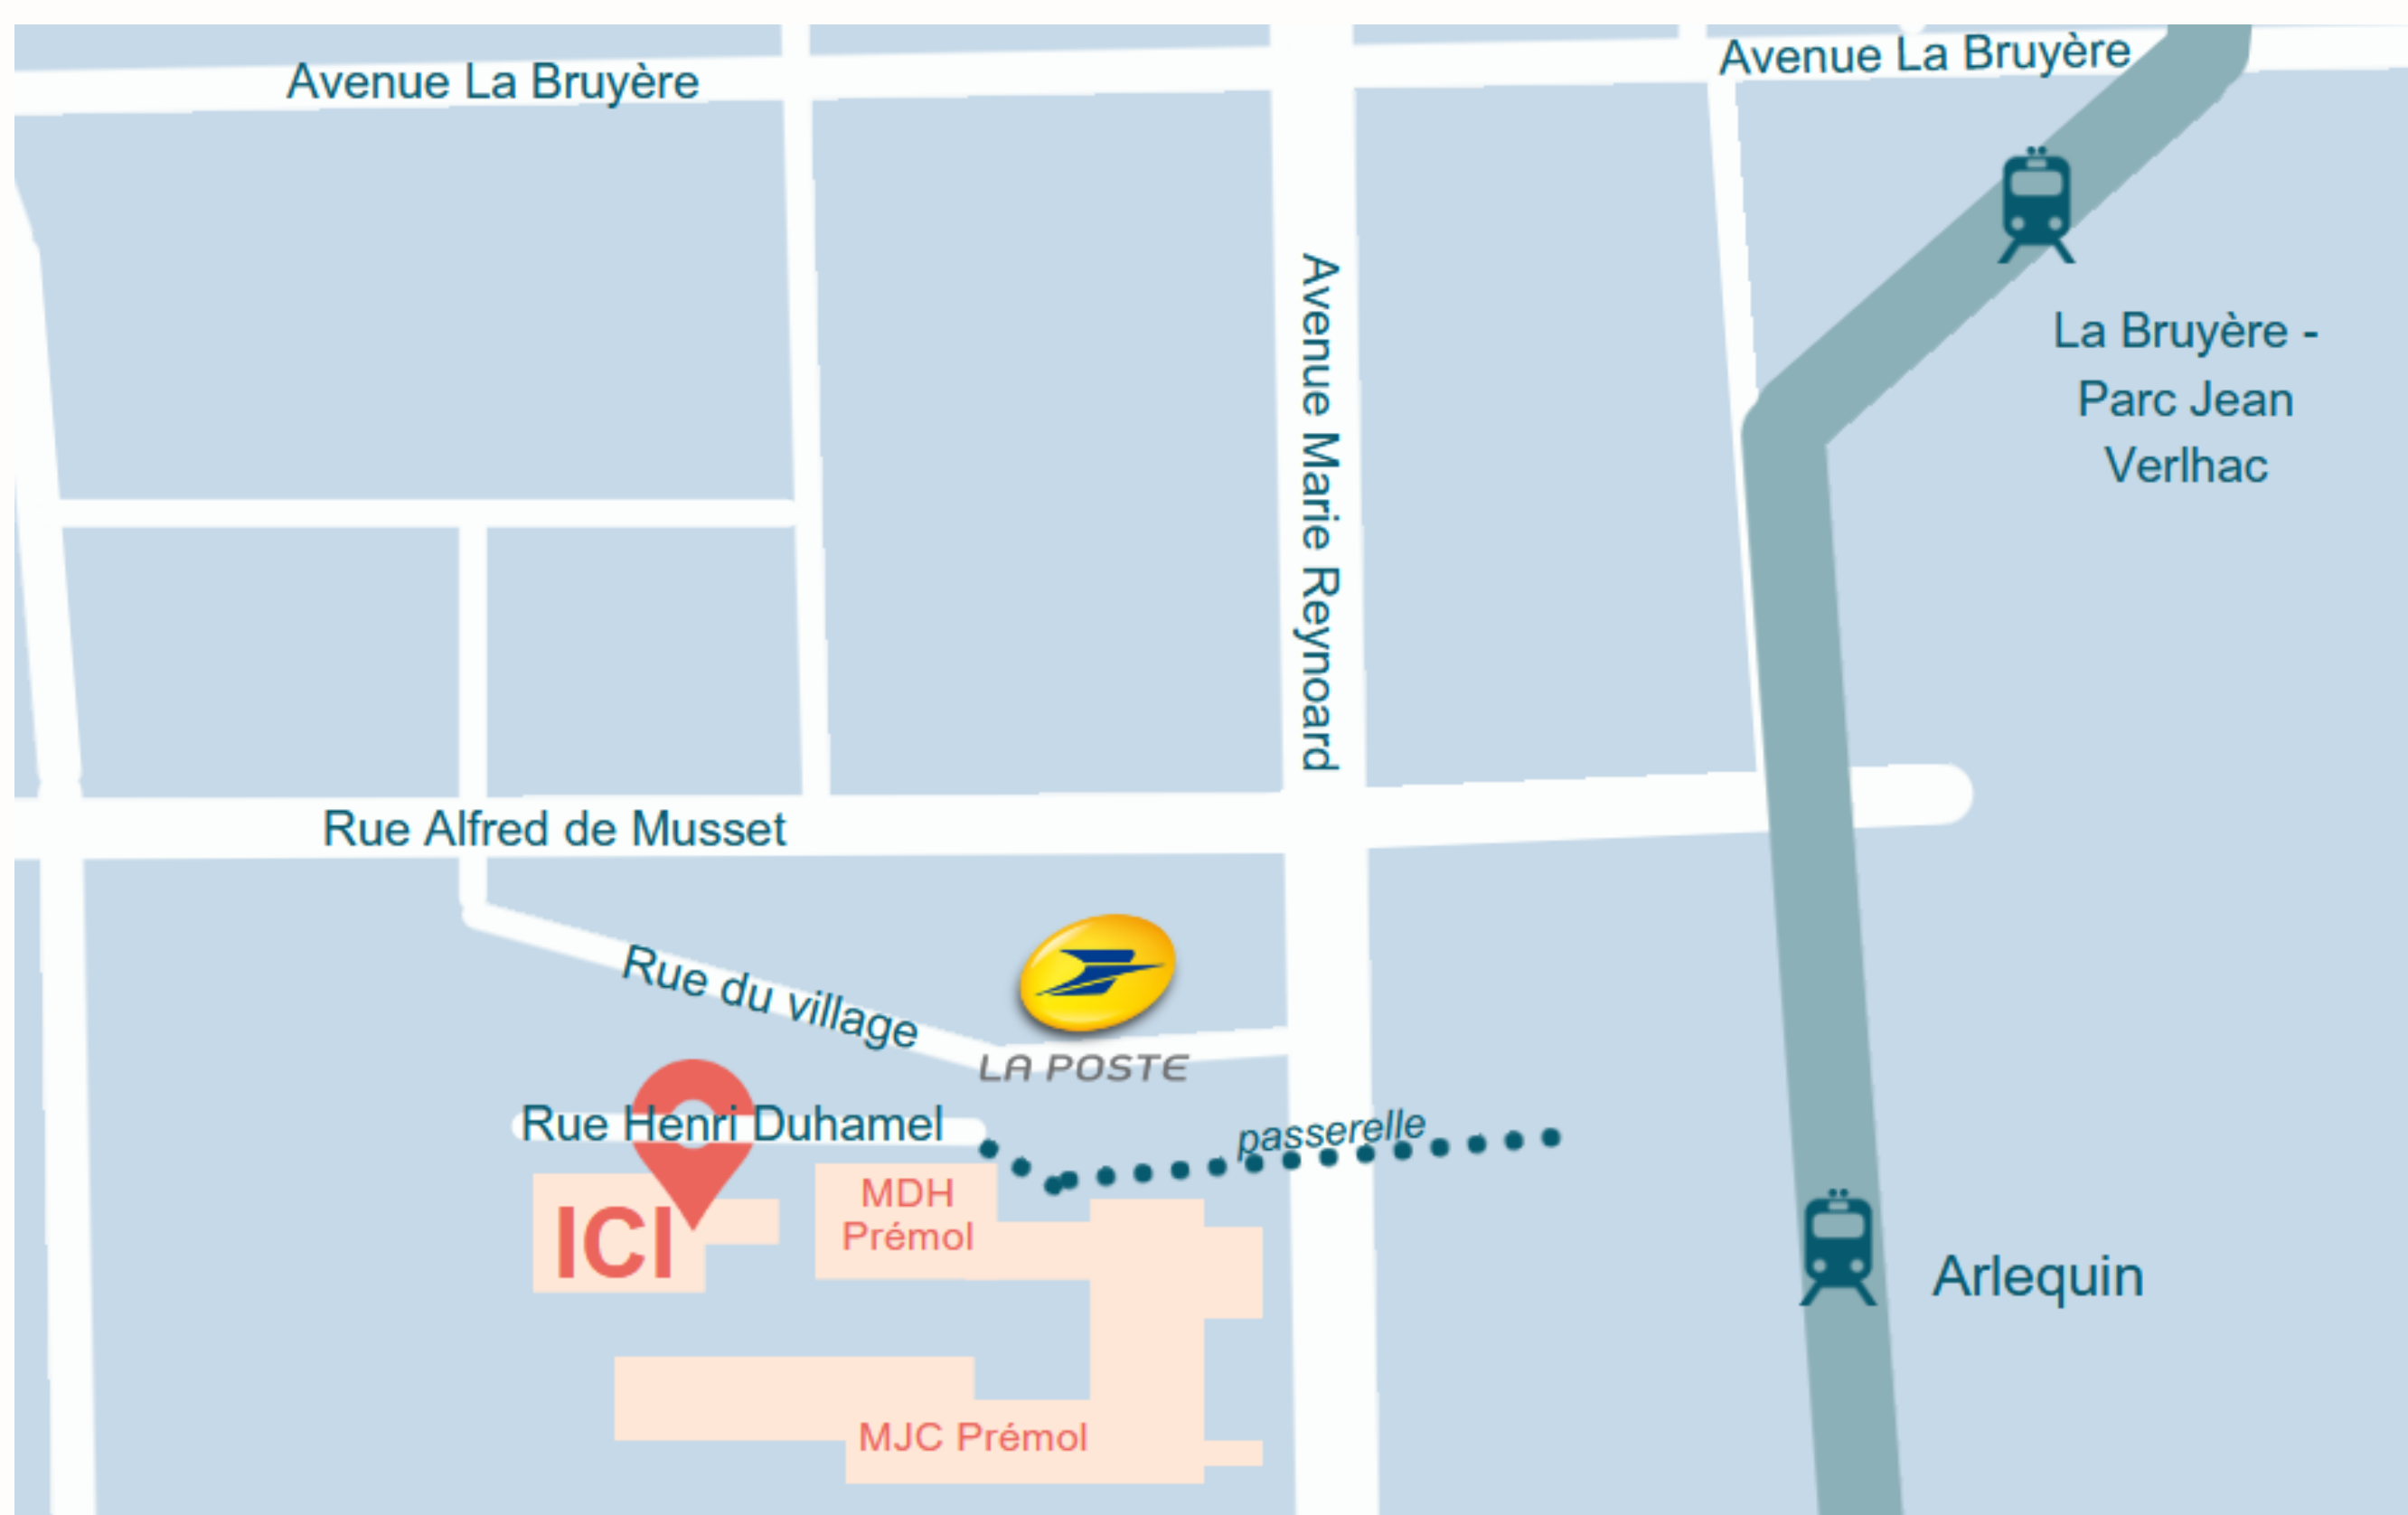 Avenue La Bruyère
Avenue La Bruyère
La Bruyère -
Parc Jean
Verlhac
Avenue Marie Reynoard
Rue Alfred de Musset
Rue du village
LA POSTE
Rue Henri Duhamel
passerelle
MDH
Prémol
ICI
Arlequin
MJC Prémol